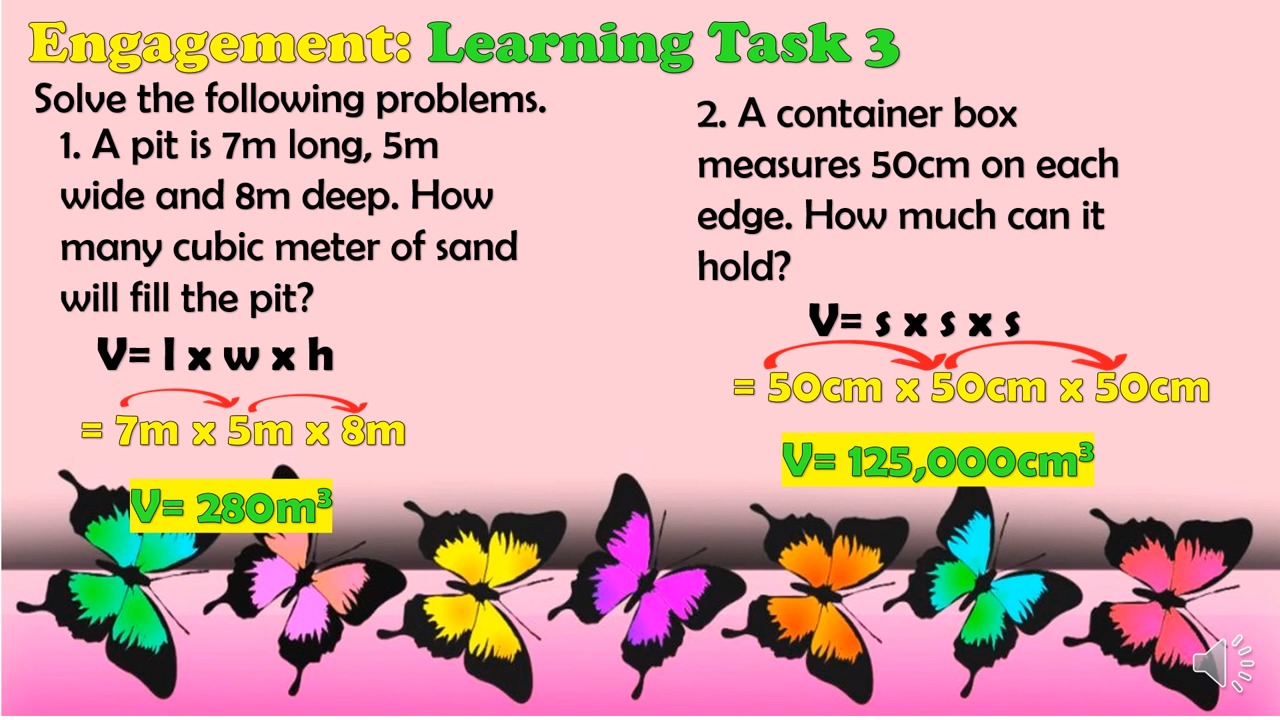 Engagement: Learning Task 3
Solve the following problems.
1. A pit is 7m long, 5m
wide and 8m deep. How
many cubic meter of sand
will fill the pit?
V= l x w x h
= 7m x 5m x 8m
V= 280m³
2. A container box
measures 50cm on each
edge. How much can it
hold?
V= s x s x s
= 50cm x 50cm x 50cm
V= 125,000cm³